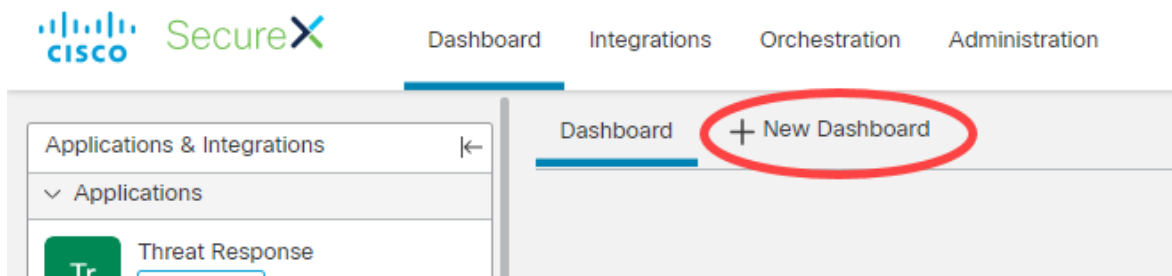 CISCO SecureX Dashboard Integrations Orchestration Administration
Applications & Integrations
Applications
Threat Response
Tr
Dashboard + New Dashboard